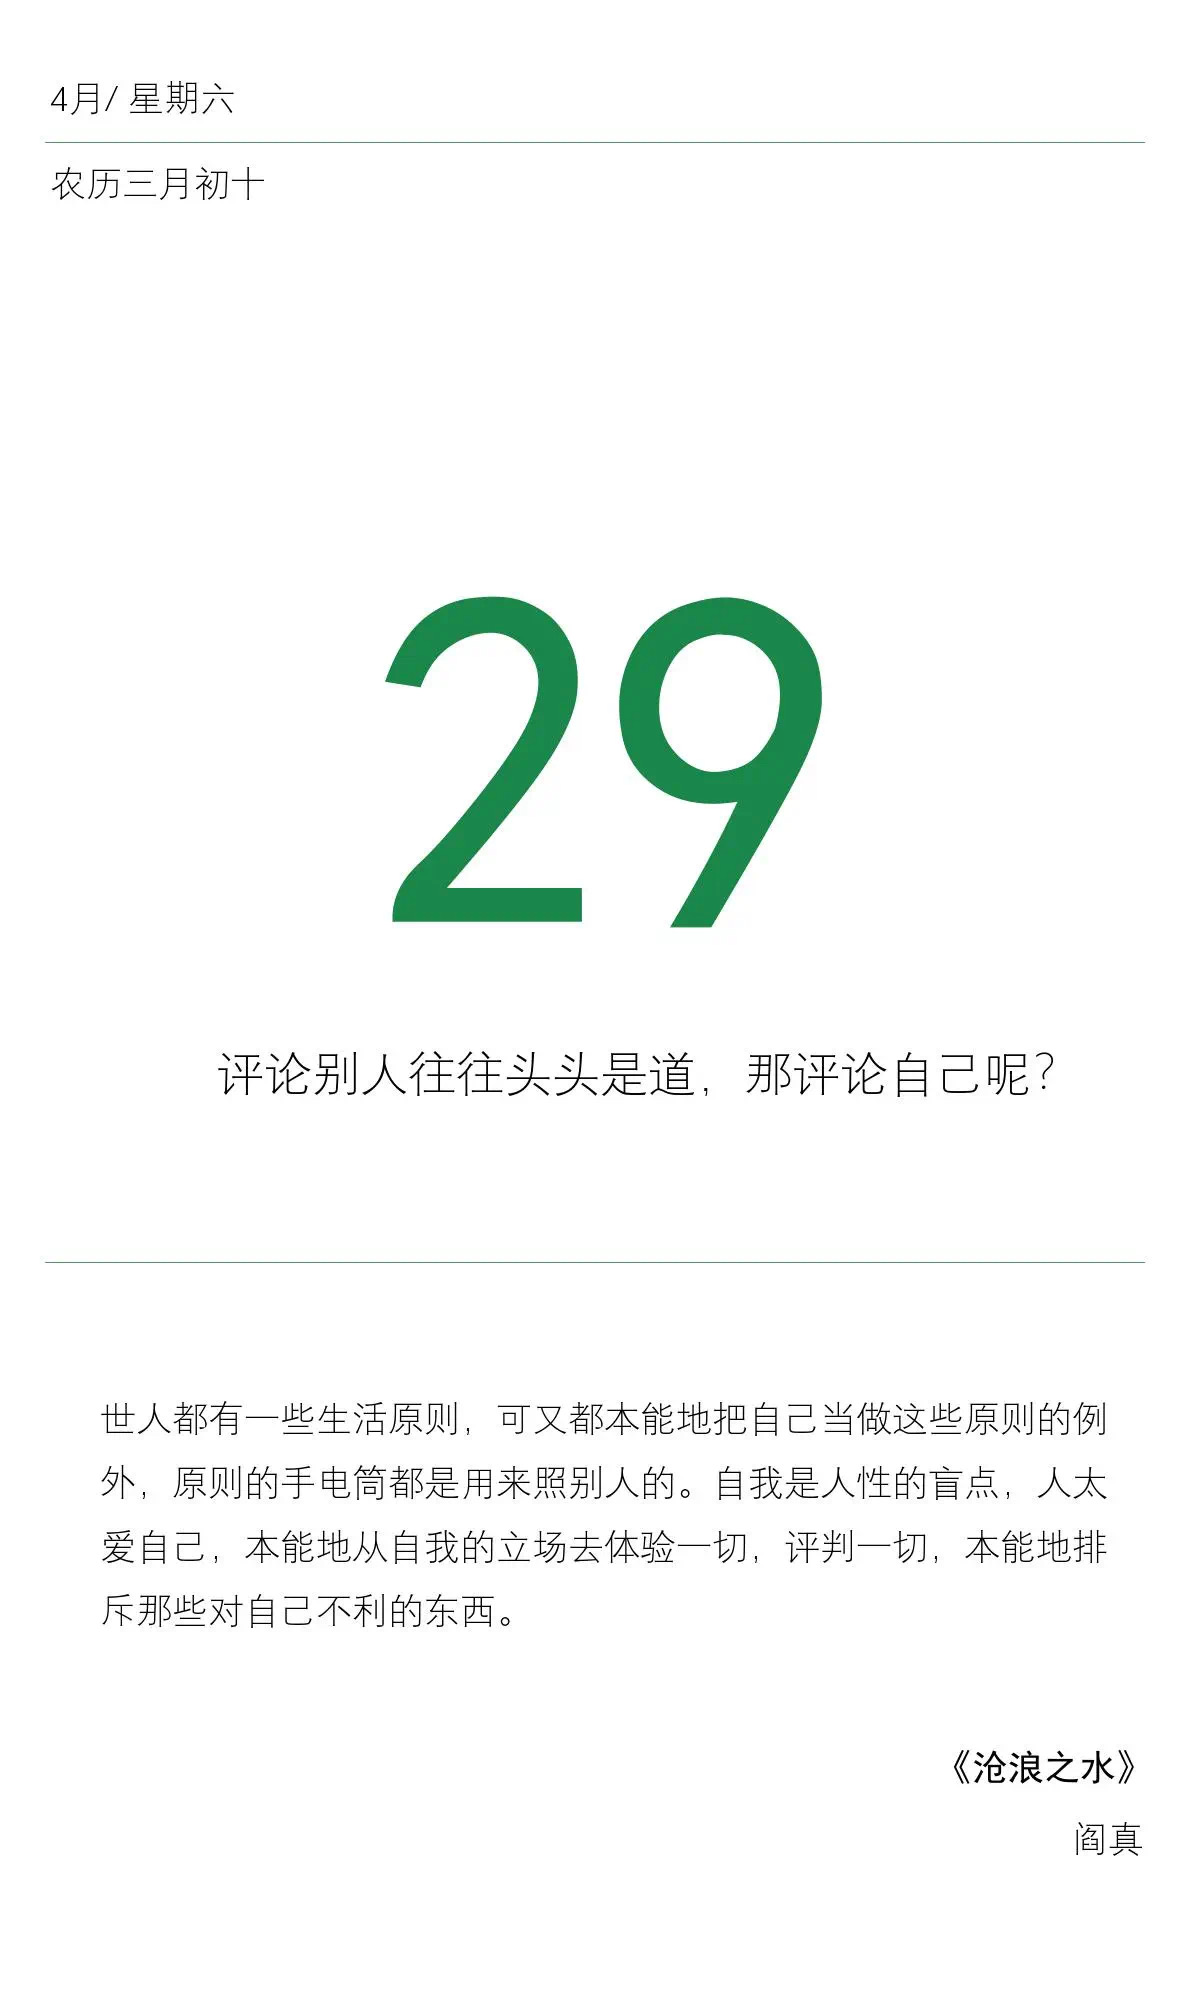 4月/ 星期六
农历三月初十
29
评论别人往往头头是道，那评论自己呢？
世人都有一些生活原则，可又都本能地把自己当做这些原则的例
外，原则的手电筒都是用来照别人的。自我是人性的盲点，人太
爱自己，本能地从自我的立场去体验一切，评判一切，本能地排
斥那些对自己不利的东西。
《沧浪之水》
阎真